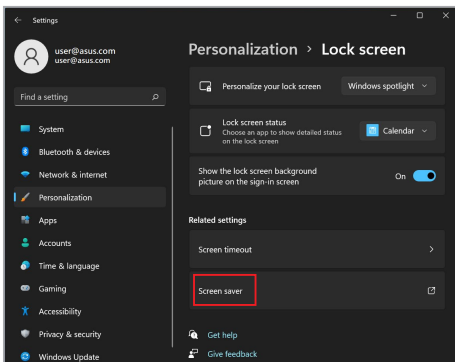 Settings
user@asus.com
user@asus.com
Find a setting
System
Bluetooth & devices
Network & internet
Personalization
Apps
Accounts
Time & language
Gaming
Accessibility
Privacy & security
Windows Update
Personalization > Lock screen
Personalize your lock screen
Windows spotlight
Lock screen status
Choose an app to show detailed status
on the lock screen
Calendar
Show the lock screen background
picture on the sign-in screen
On
Related settings
Screen timeout
Screen saver
Get help
Give feedback